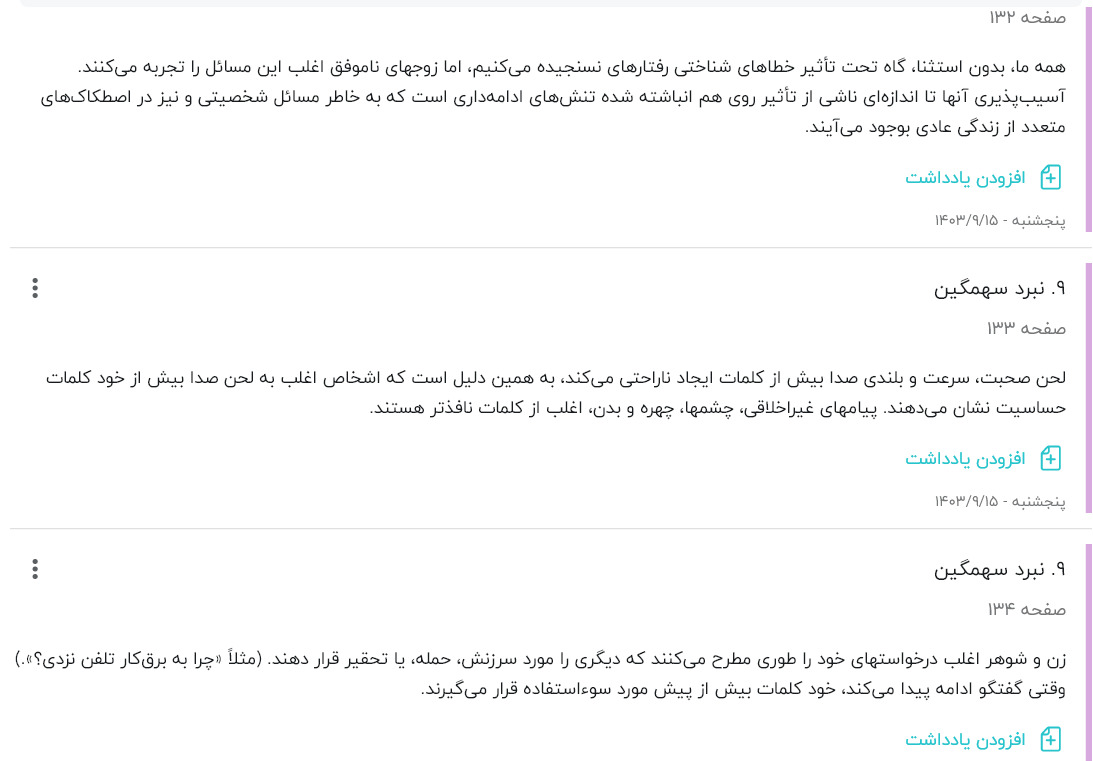 صفحه ۱۳۲
همه ما، بدون استثنا، گاه تحت تأثیر خطاهای شناختی رفتارهای نسنجیده می‌کنیم، اما زوجهای ناموفق اغلب این مسائل را تجربه می‌کنند.
آسیب‌پذیری آنها تا اندازه‌ای ناشی از تأثیر روی هم انباشته شده تنش‌های ادامه‌داری است که به خاطر مسائل شخصیتی و نیز در اصطکاک‌های
متعدد از زندگی عادی بوجود می‌آیند.
افزودن یادداشت
پنجشنبه - ۱۴۰۳/۹/۱۵
۹. نبرد سهمگین
صفحه ۱۳۳
لحن صحبت، سرعت و بلندی صدا بیش از کلمات ایجاد ناراحتی می‌کند، به همین دلیل است که اشخاص اغلب به لحن صدا بیش از خود کلمات
حساسیت نشان می‌دهند. پیامهای غیراخلاقی، چشمها، چهره و بدن، اغلب از کلمات نافذتر هستند.
افزودن یادداشت
پنجشنبه - ۱۴۰۳/۹/۱۵
۹. نبرد سهمگین
صفحه ۱۳۴
زن و شوهر اغلب درخواستهای خود را طوری مطرح می‌کنند که دیگری را مورد سرزنش، حمله، یا تحقیر قرار دهند. (مثلاً «چرا به برق‌کار تلفن نزدی؟».)
وقتی گفتگو ادامه پیدا می‌کند، خود کلمات بیش از پیش مورد سوءاستفاده قرار می‌گیرند.
افزودن یادداشت